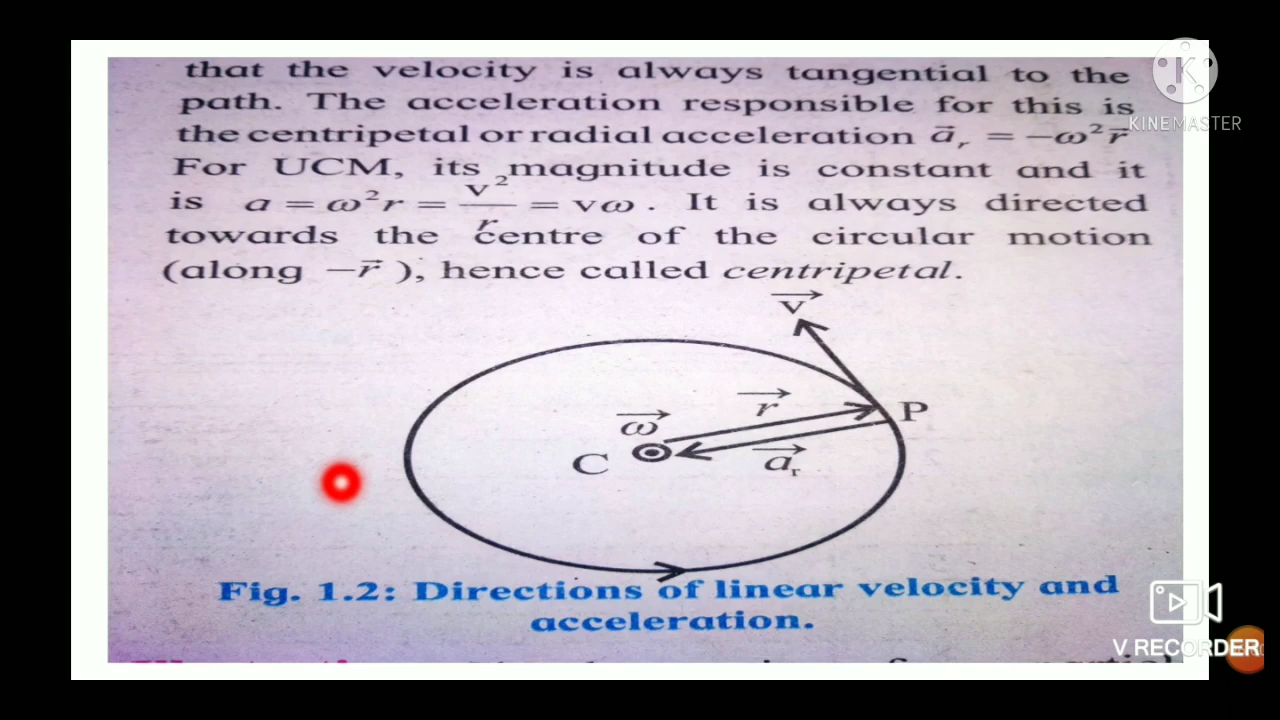 that the velocity is always tangential to the
path. The acceleration responsible for this is
the centripetal or radial acceleration a⃗ᵣ = −ω²r⃗
For UCM, its magnitude is constant and it
is a = ω²r = v²/r = vω . It is always directed
towards the centre of the circular motion
(along −r⃗ ), hence called centripetal.
v⃗
r⃗
P
ω⃗
C
a⃗ᵣ
Fig. 1.2: Directions of linear velocity and
acceleration.
K
KINEMASTER
V RECORDER